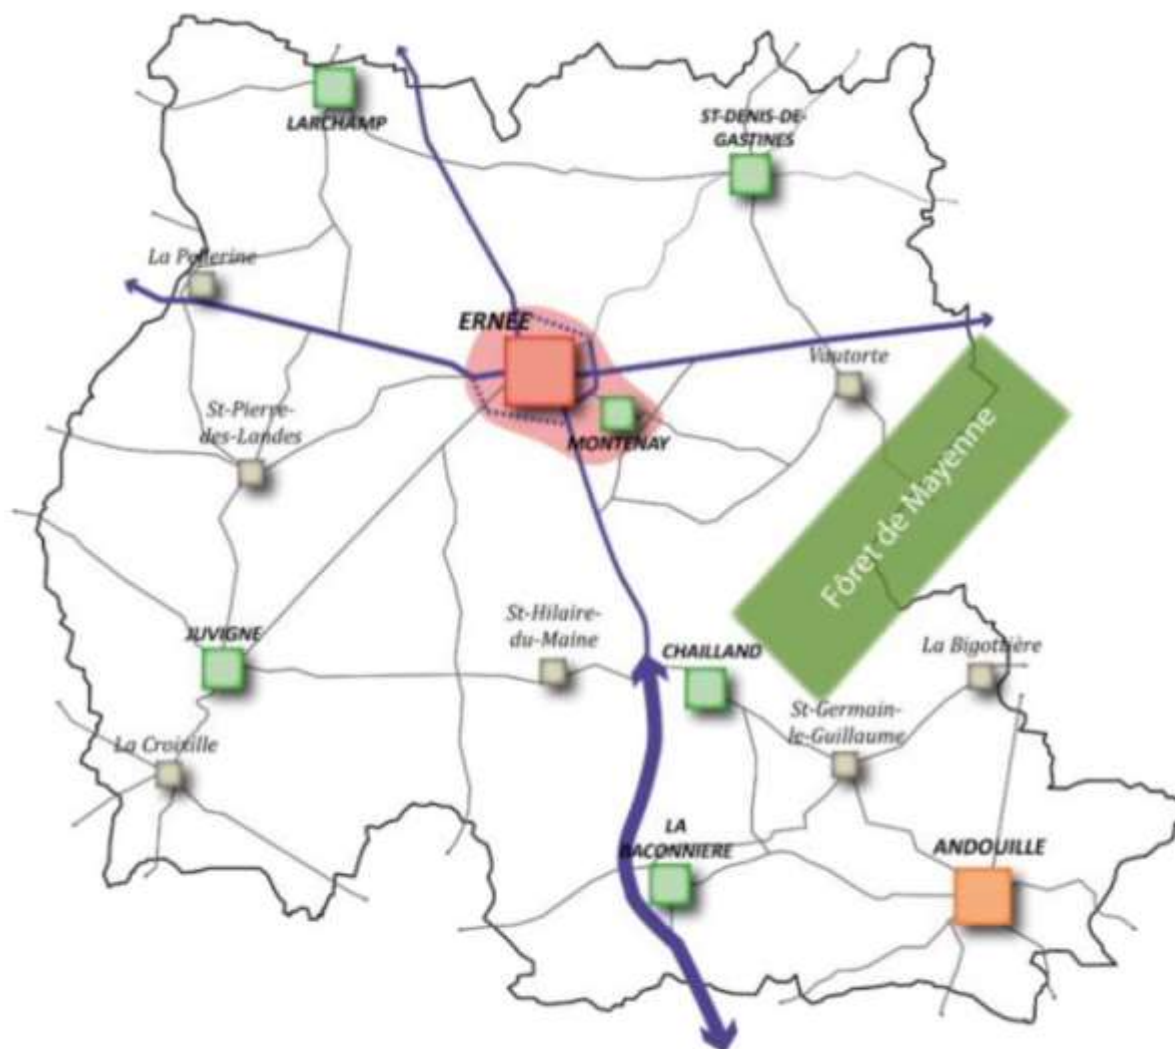 LARCHAMP
ST-DENIS-DE-
GASTINES
La Pellerine
ERNEE
Vautorte
St-Pierre-
des-Landes
MONTENAY
Fôret de Mayenne
St-Hilaire-
du-Maine
JUVIGNE
CHAILLAND
La Bigottière
St-Germain-
le-Guillaume
La Croixille
LA
BACONNIERE
ANDOUILLE